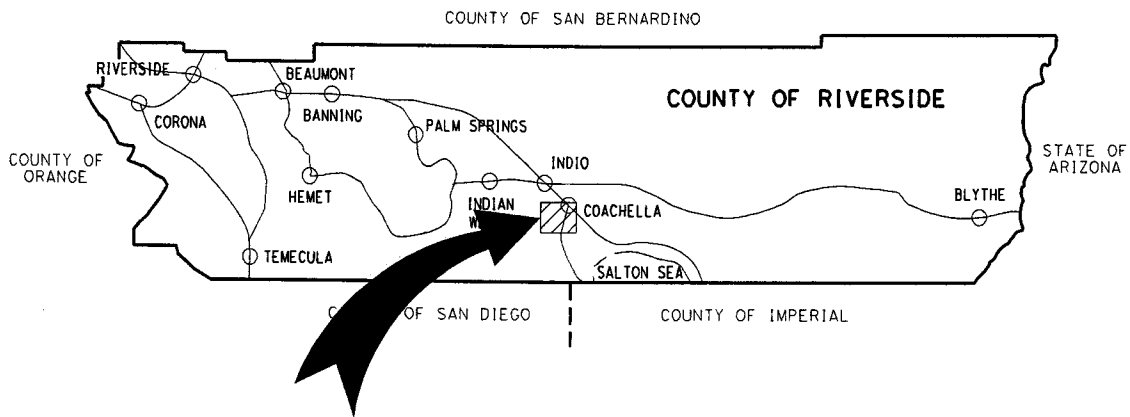 COUNTY OF SAN BERNARDINO
RIVERSIDE
BEAUMONT
COUNTY OF RIVERSIDE
BANNING
CORONA
PALM SPRINGS
COUNTY OF
ORANGE
INDIO
STATE OF
ARIZONA
HEMET
INDIAN
BLYTHE
COACHELLA
TEMECULA
SALTON SEA
OF SAN DIEGO
COUNTY OF IMPERIAL